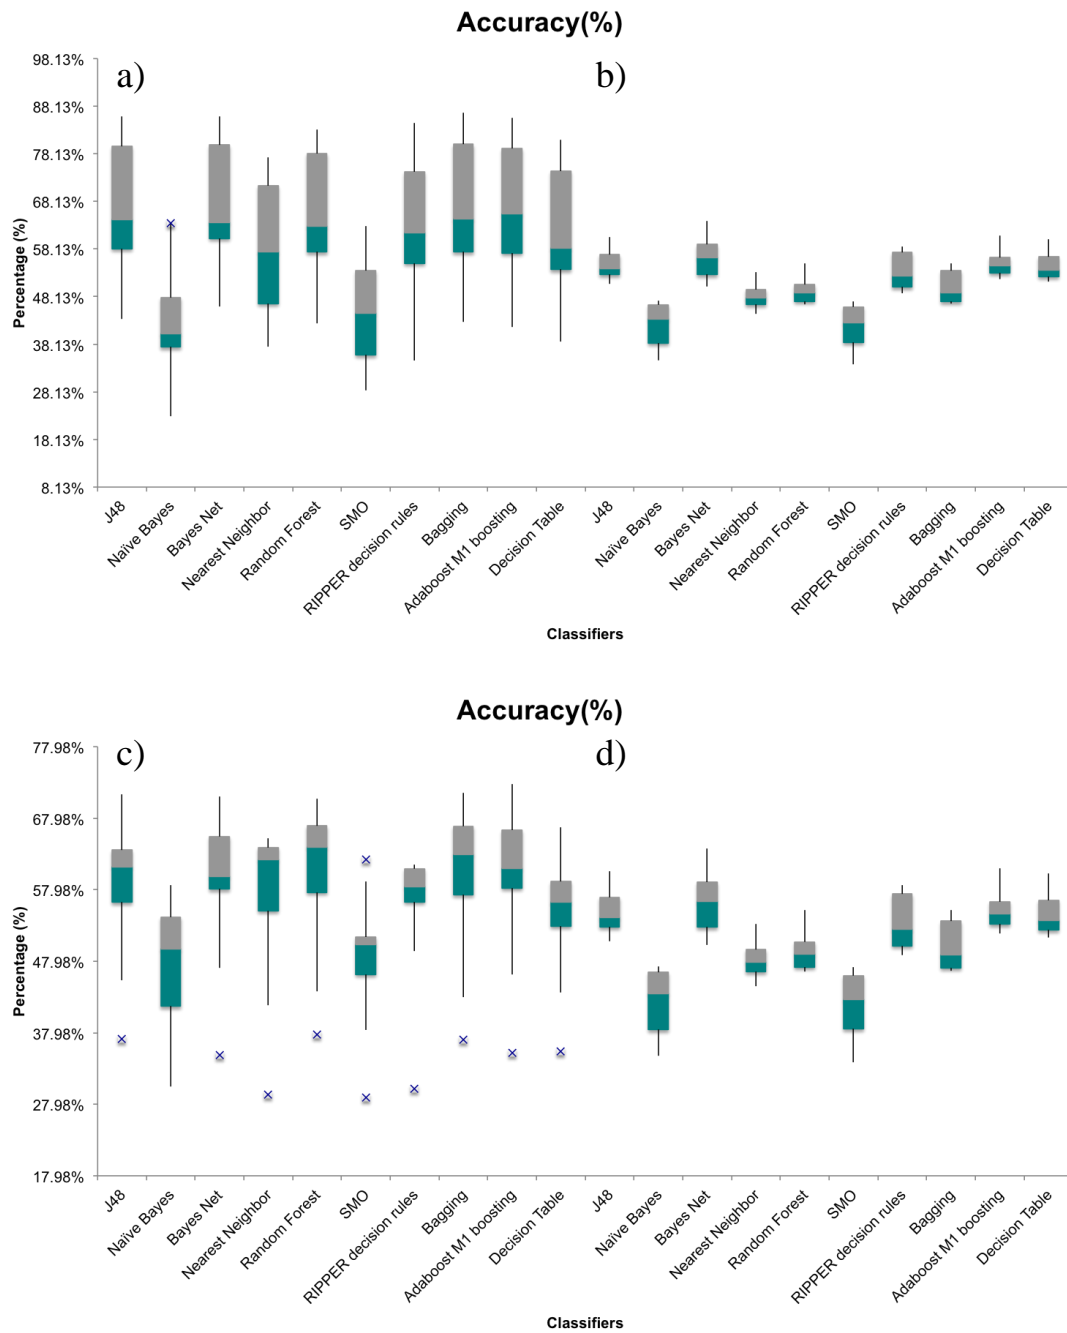 Accuracy(%)
a)
b)
98.13%
88.13%
78.13%
68.13%
58.13%
48.13%
38.13%
28.13%
18.13%
8.13%
Percentage (%)
J48
Naïve Bayes
Bayes Net
Nearest Neighbor
Random Forest
SMO
RIPPER decision rules
Bagging
Adaboost M1 boosting
Decision Table
J48
Naïve Bayes
Bayes Net
Nearest Neighbor
Random Forest
SMO
RIPPER decision rules
Bagging
Adaboost M1 boosting
Decision Table
Classifiers
Accuracy(%)
c)
d)
77.98%
67.98%
57.98%
47.98%
37.98%
27.98%
17.98%
Percentage (%)
J48
Naïve Bayes
Bayes Net
Nearest Neighbor
Random Forest
SMO
RIPPER decision rules
Bagging
Adaboost M1 boosting
Decision Table
J48
Naïve Bayes
Bayes Net
Nearest Neighbor
Random Forest
SMO
RIPPER decision rules
Bagging
Adaboost M1 boosting
Decision Table
Classifiers